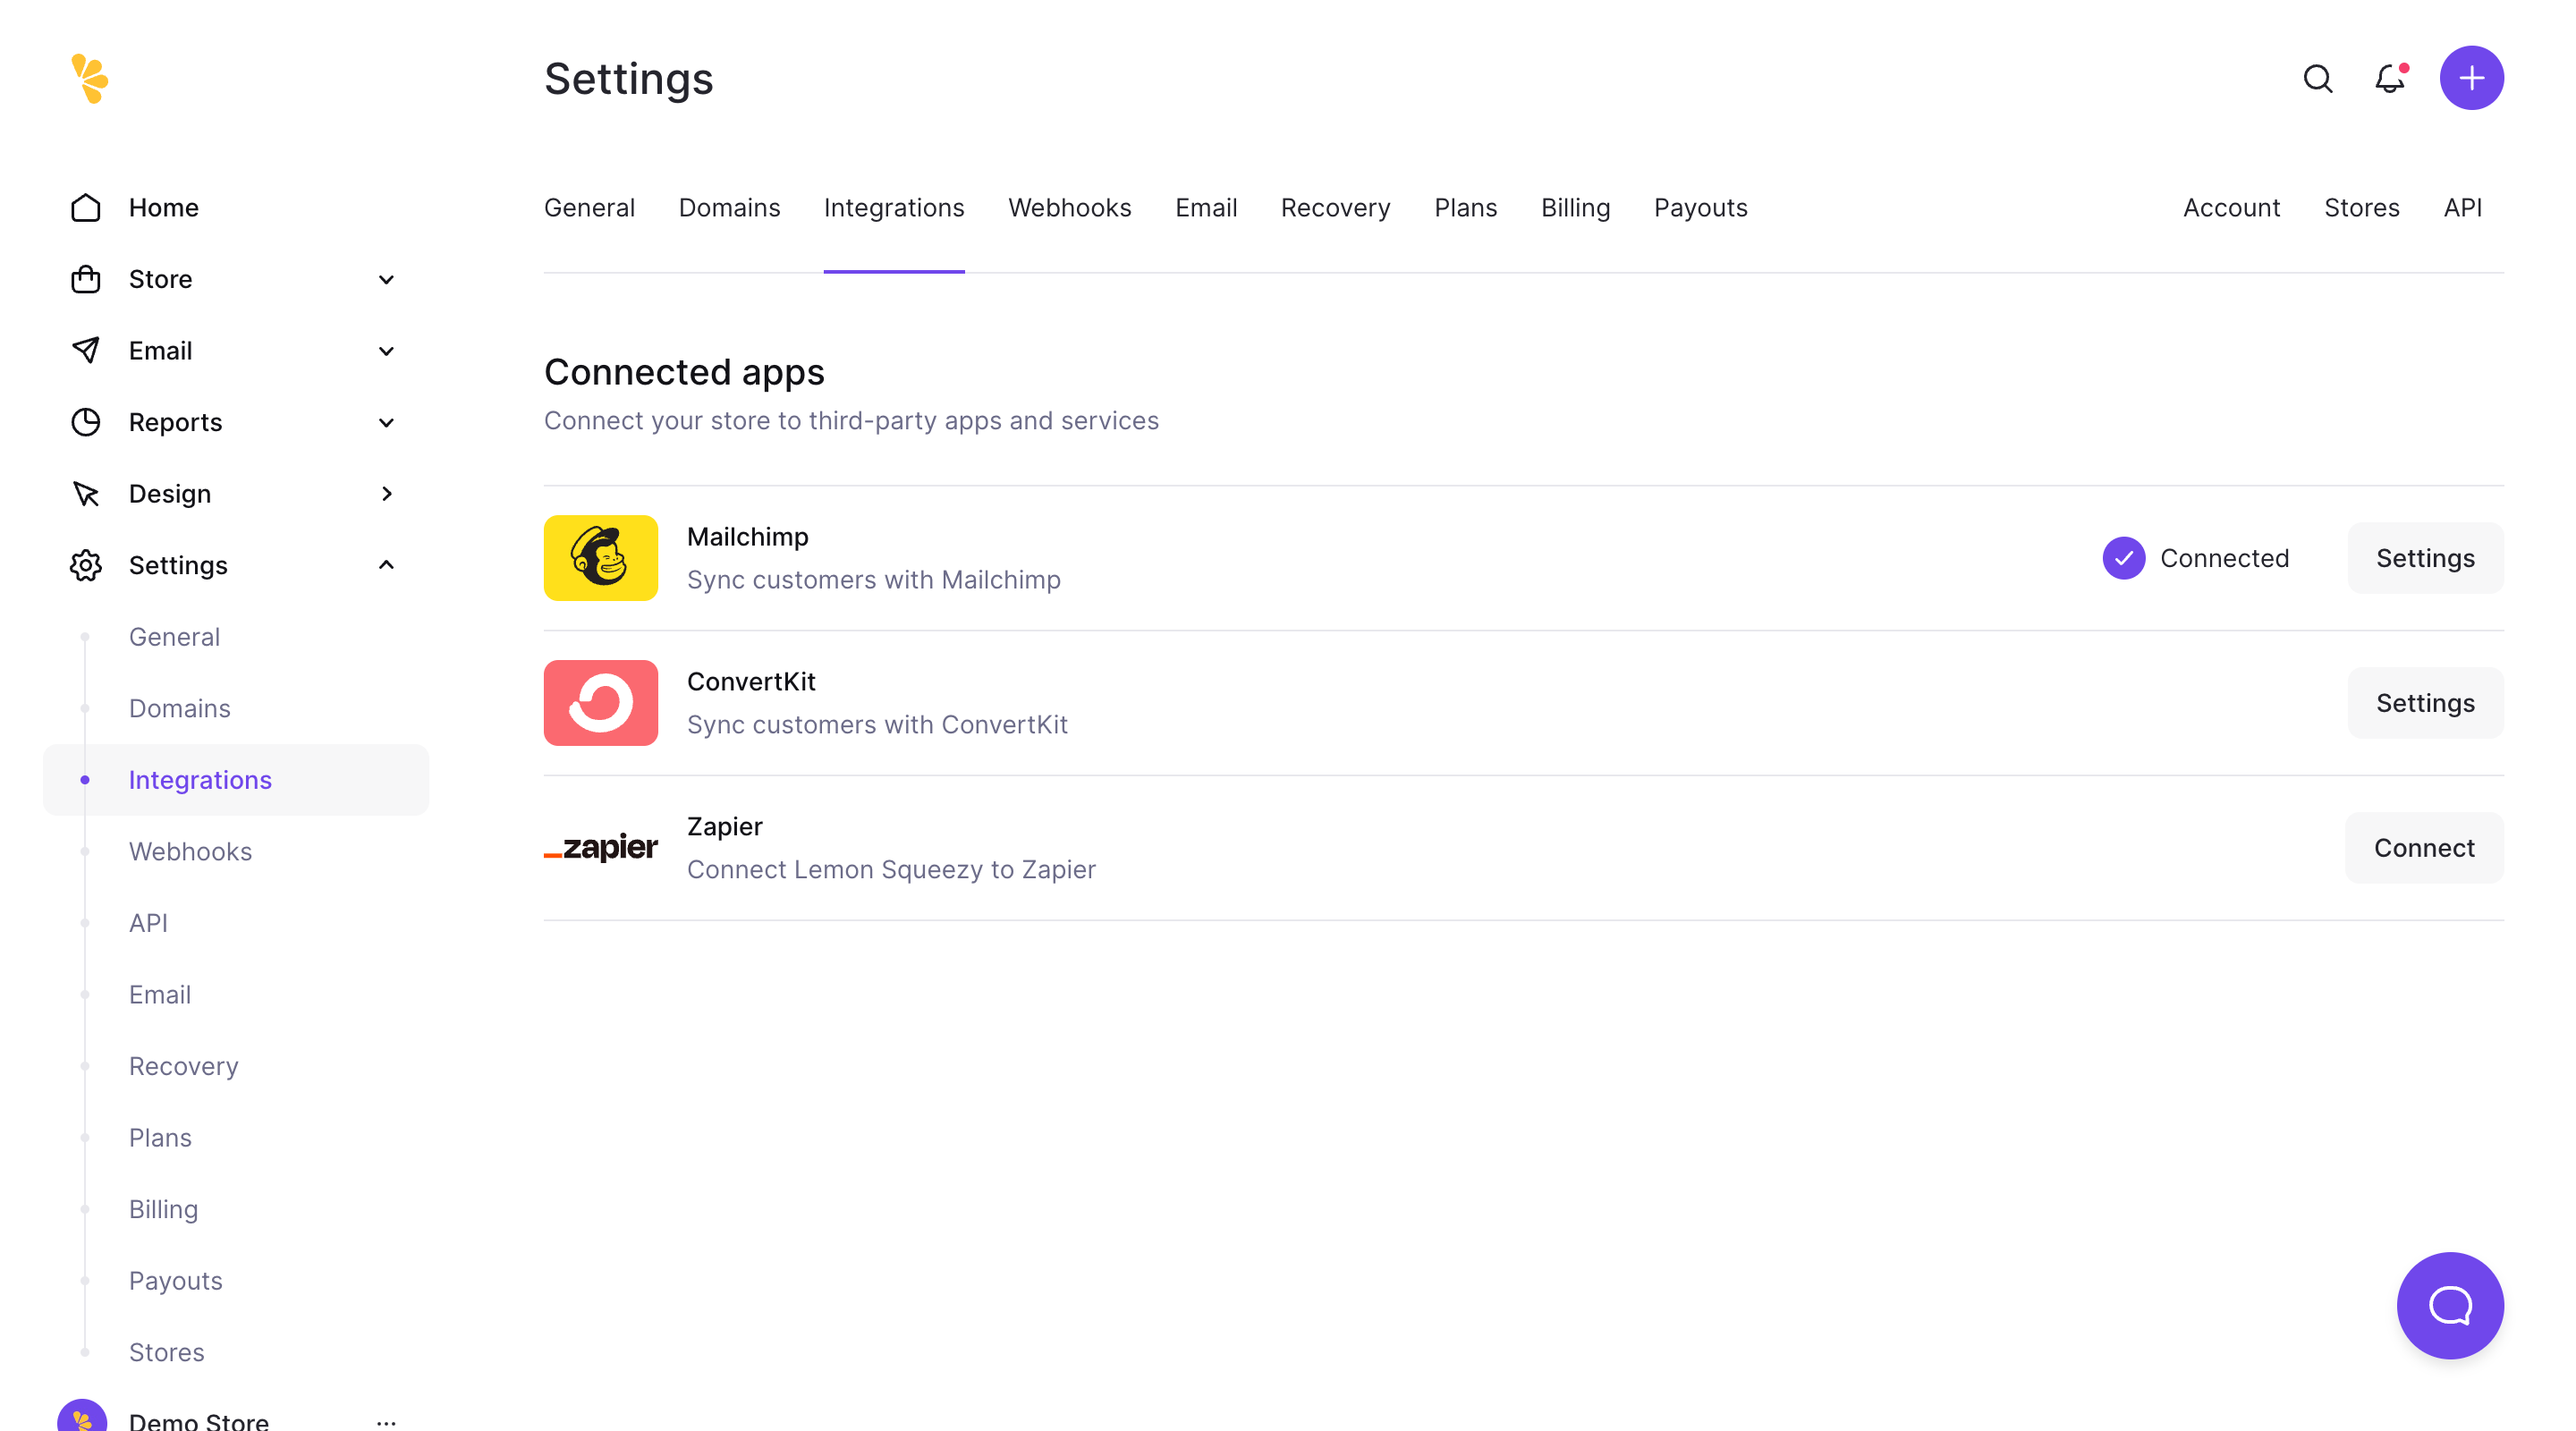 Settings
Home
Store
Email
Reports
Design
Settings
General
Domains
Integrations
Webhooks
API
Email
Recovery
Plans
Billing
Payouts
Stores
Demo Store
General Domains Integrations Webhooks Email Recovery Plans Billing Payouts Account Stores API
Connected apps
Connect your store to third-party apps and services
Mailchimp
Sync customers with Mailchimp
Connected
Settings
ConvertKit
Sync customers with ConvertKit
Settings
zapier
Zapier
Connect Lemon Squeezy to Zapier
Connect